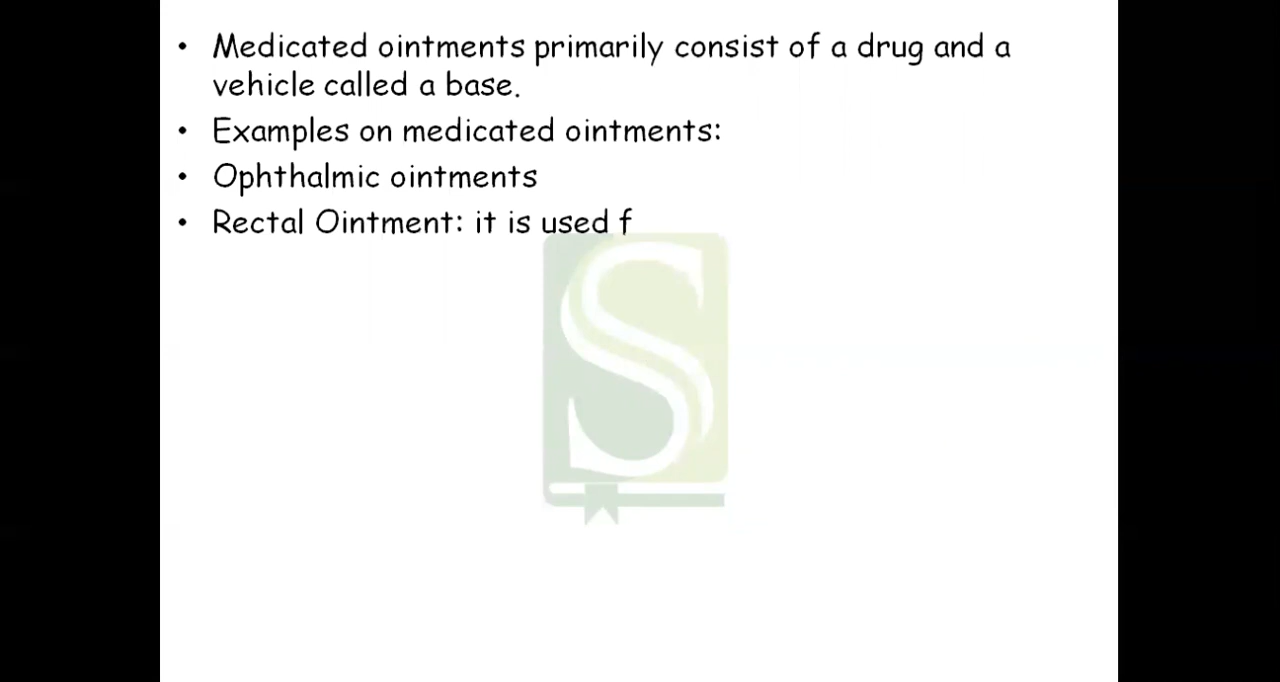 • Medicated ointments primarily consist of a drug and a
vehicle called a base.
• Examples on medicated ointments:
• Ophthalmic ointments
• Rectal Ointment: it is used f
S